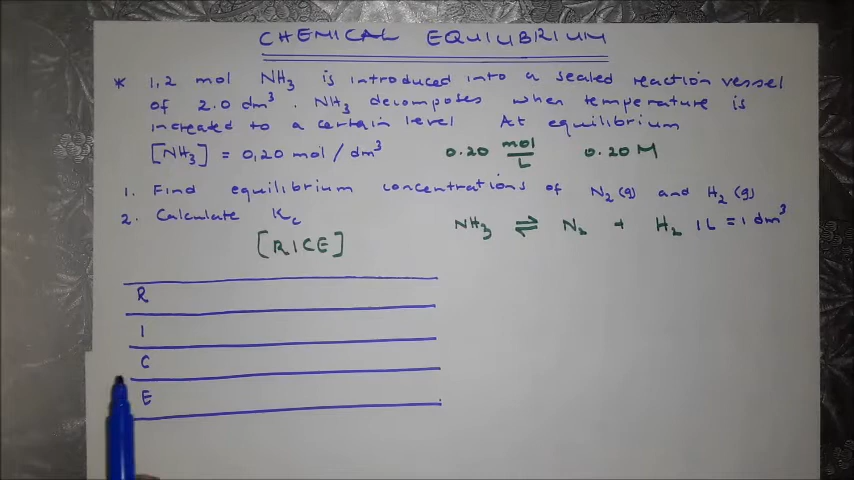 CHEMICAL EQUILIBRIUM
* 1,2 mol NH₃ is introduced into a sealed reaction vessel
of 2.0 dm³. NH₃ decomposes when temperature is
increased to a certain level At equilibrium
[NH₃] = 0,20 mol/dm³ 0.20 mol/L 0.20 M
1. Find equilibrium concentrations of N₂(g) and H₂(g)
2. Calculate Kc
NH₃ ⇌ N₂ + H₂ 1L = 1 dm³
[RICE]
R
I
C
E